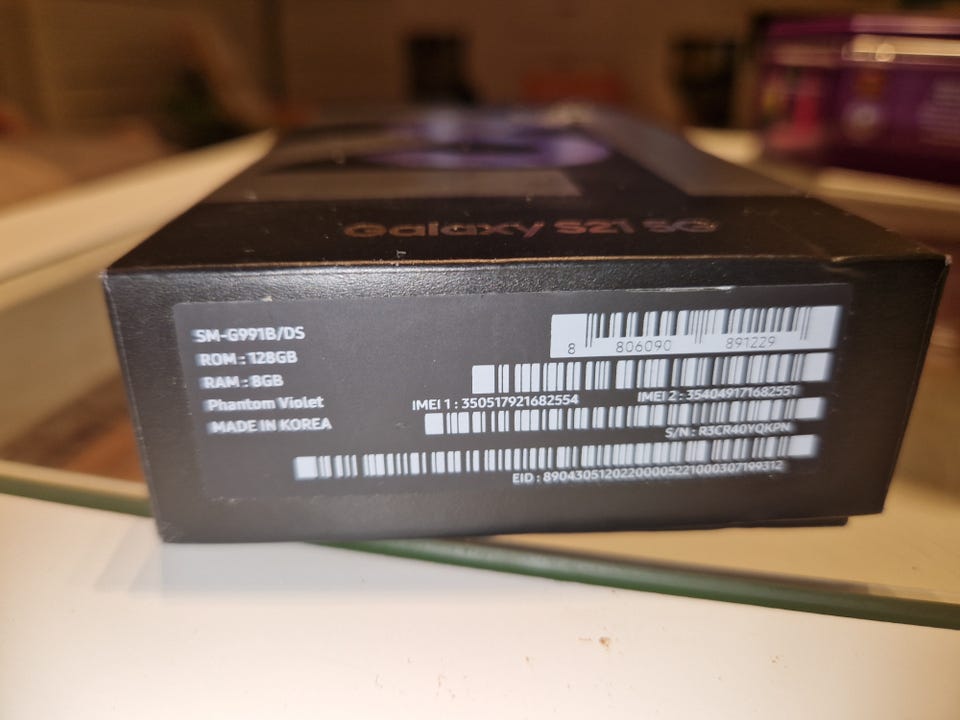 Galaxy S21 5G
SM-G991B/DS
ROM : 128GB
RAM : 8GB
Phantom Violet
MADE IN KOREA
8 806090 891229
IMEI 1 : 350517921682554
IMEI 2 : 354049171682551
S/N : R3CR40YQKPN
EID : 89043051202200005221000307199312